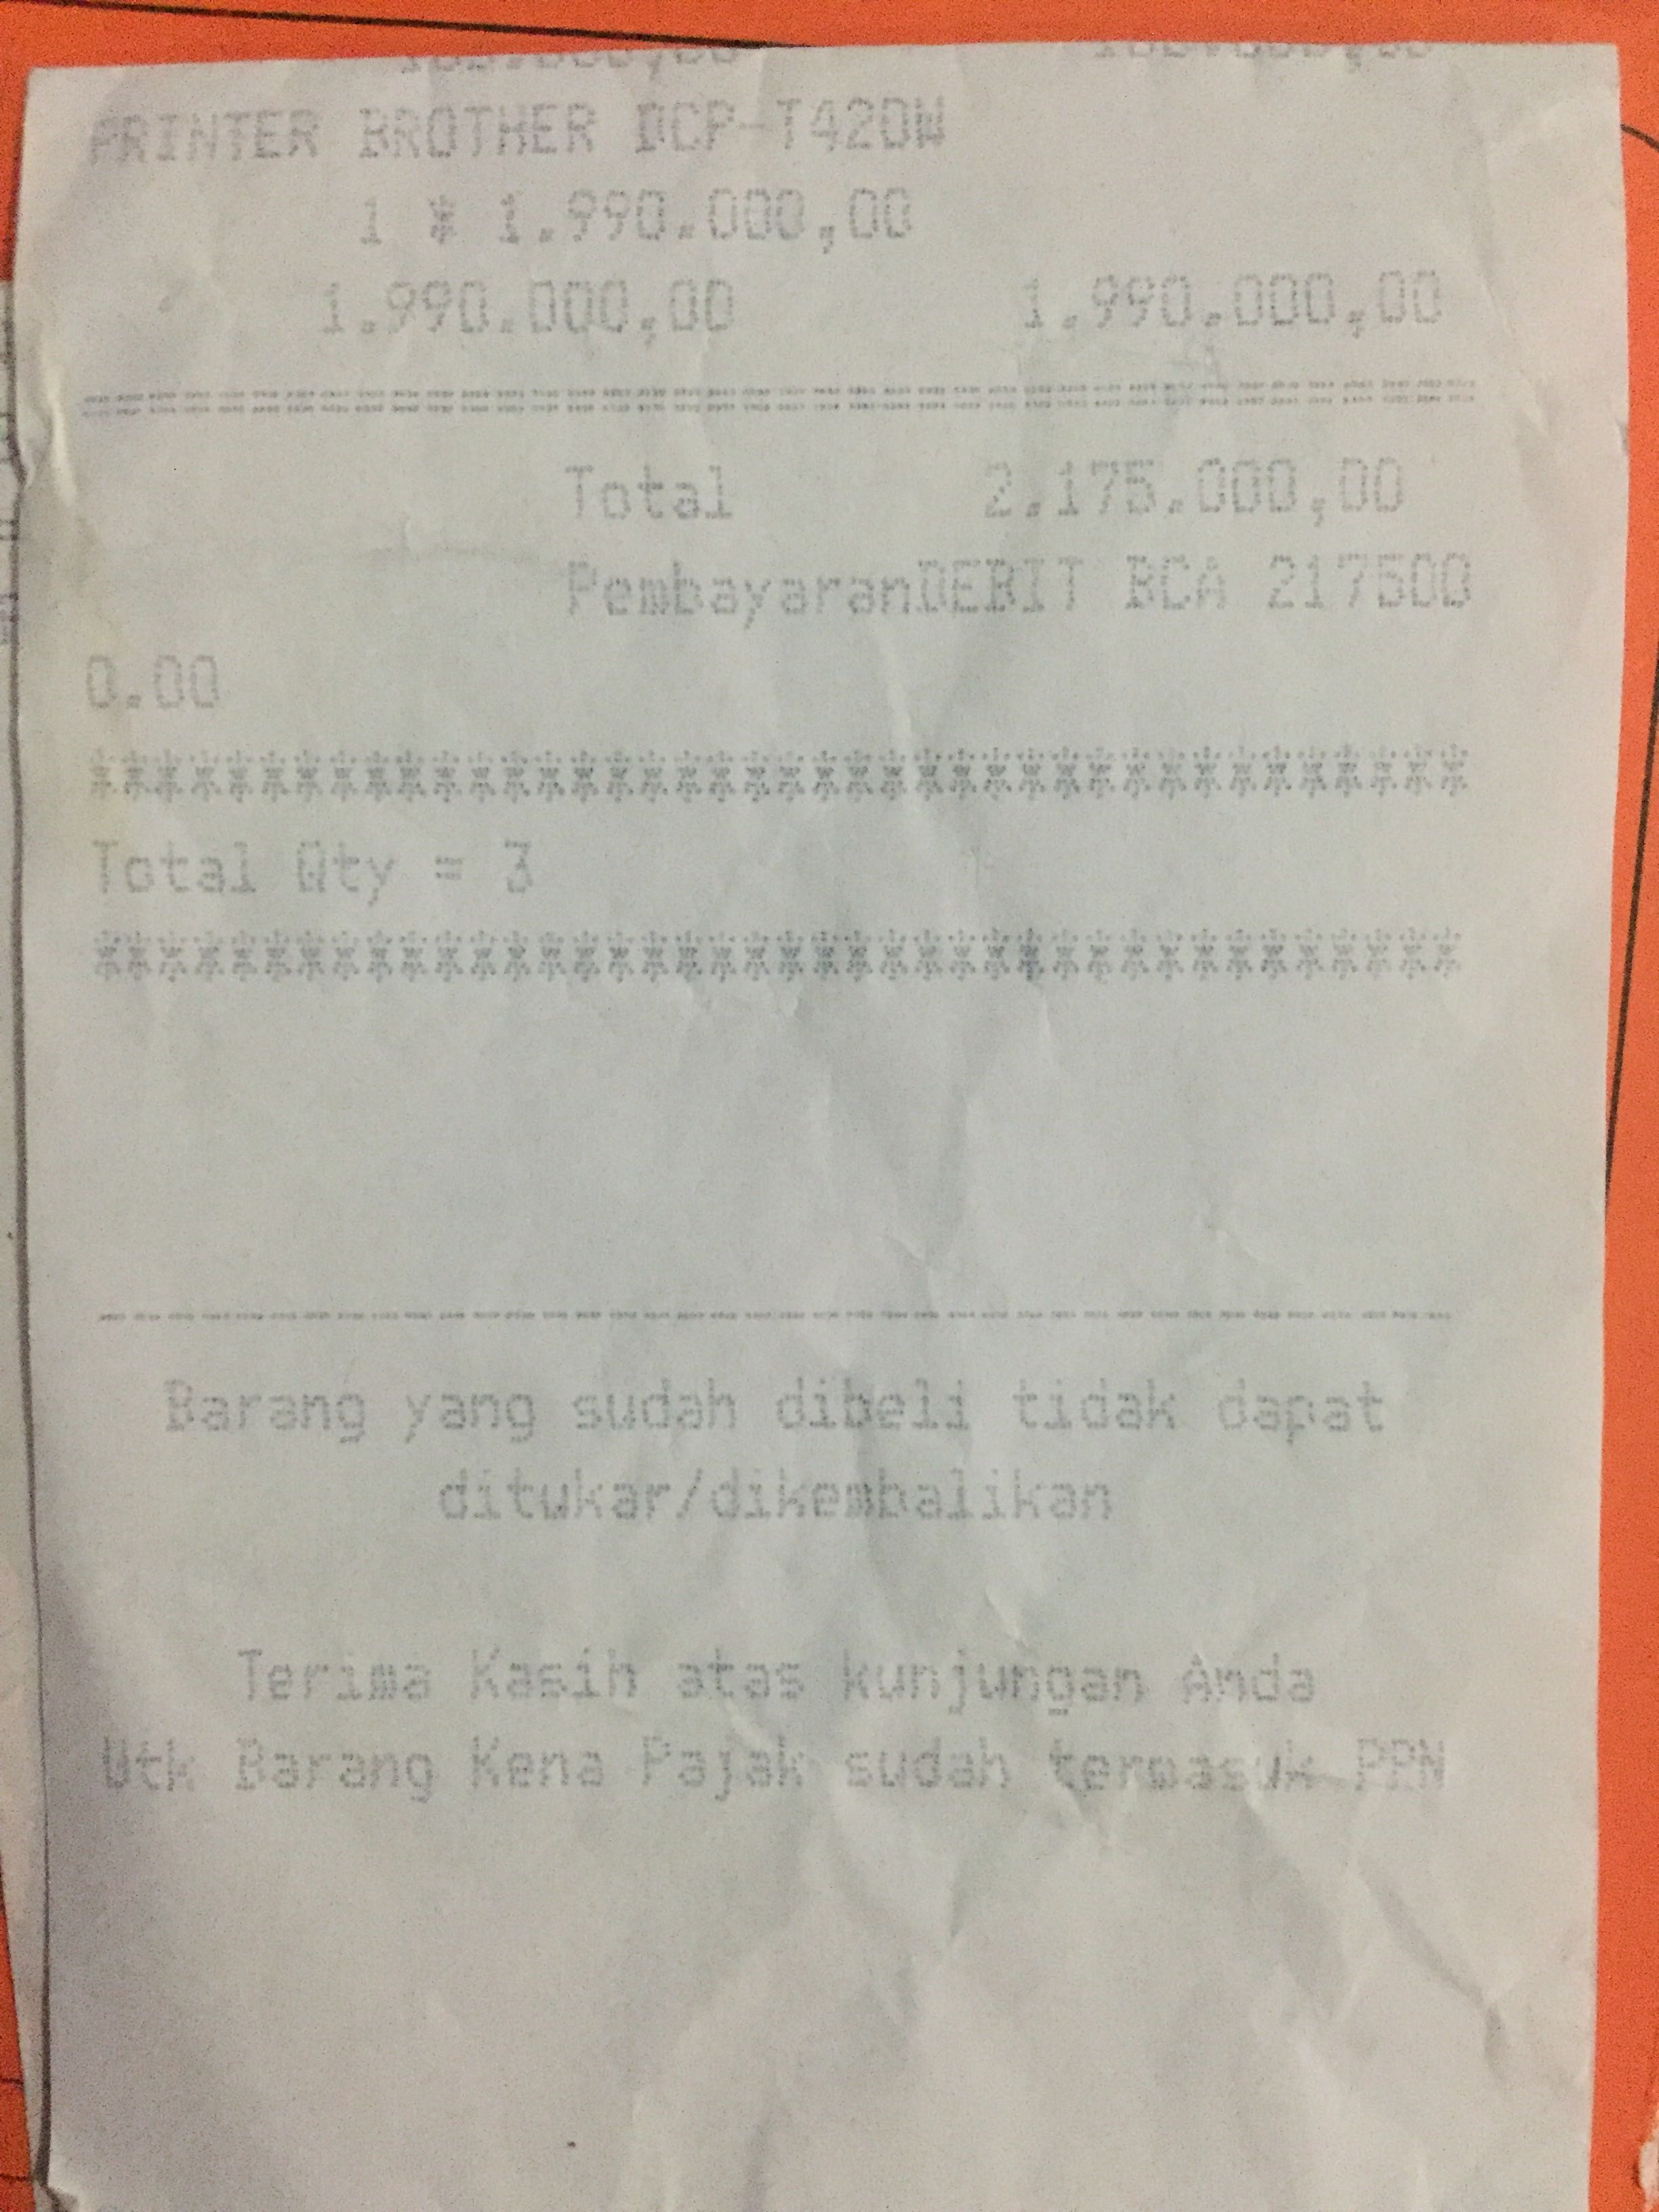 PRINTER BROTHER DCP-T420W
1 * 1.990.000,00
1.990.000,00 1.990.000,00
Total 2.175.000,00
PembayaranDEBIT BCA 217500
0.00
****************************************
Total Qty = 3
****************************************
----------------------------------------
Barang yang sudah dibeli tidak dapat
ditukar/dikembalikan
Terima Kasih atas kunjungan Anda
Utk Barang Kena Pajak sudah termasuk PPN